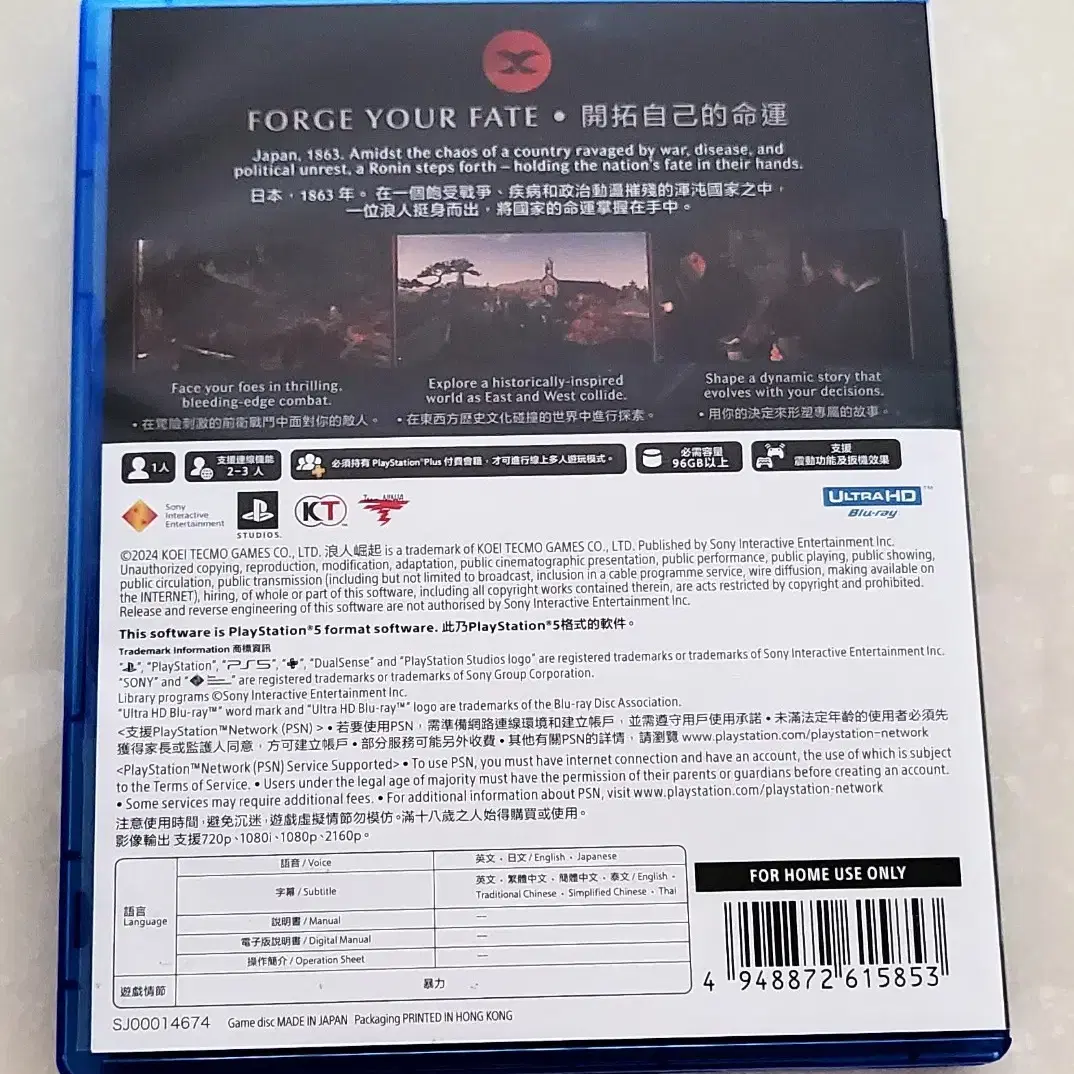 FORGE YOUR FATE • 開拓自己的命運
Japan, 1863. Amidst the chaos of a country ravaged by war, disease, and
political unrest, a Ronin steps forth – holding the nation's fate in their hands.
日本,1863 年。在一個飽受戰爭、疾病和政治動盪摧殘的渾沌國家之中,
一位浪人挺身而出,將國家的命運掌握在手中。
Face your foes in thrilling,
bleeding-edge combat.
• 在驚險刺激的前衛戰鬥中面對你的敵人。
Explore a historically-inspired
world as East and West collide.
• 在東西方歷史文化碰撞的世界中進行探索。
Shape a dynamic story that
evolves with your decisions.
• 用你的決定來形塑專屬的故事。
1人
支援連線機能
2-3 人
必須持有 PlayStation®Plus 付費會籍,才可進行線上多人遊玩模式。
必需容量
96GB以上
支援
震動功能及扳機效果
Sony
Interactive
Entertainment
STUDIOS
KT
Team NINJA
ULTRA HD™
Blu-ray
©2024 KOEI TECMO GAMES CO., LTD. 浪人崛起 is a trademark of KOEI TECMO GAMES CO., LTD. Published by Sony Interactive Entertainment Inc.
Unauthorized copying, reproduction, modification, adaptation, public cinematographic presentation, public performance, public playing, public showing,
public circulation, public transmission (including but not limited to broadcast, inclusion in a cable programme service, wire diffusion, making available on
the INTERNET), hiring, of whole or part of this software, including all copyright works contained therein, are acts restricted by copyright and prohibited.
Release and reverse engineering of this software are not authorised by Sony Interactive Entertainment Inc.
This software is PlayStation®5 format software. 此乃PlayStation®5格式的軟件。
Trademark Information 商標資訊
"", "PlayStation", "PS5", "", "DualSense" and "PlayStation Studios logo" are registered trademarks or trademarks of Sony Interactive Entertainment Inc.
"SONY" and "" are registered trademarks or trademarks of Sony Group Corporation.
Library programs ©Sony Interactive Entertainment Inc.
"Ultra HD Blu-ray™" word mark and "Ultra HD Blu-ray™" logo are trademarks of the Blu-ray Disc Association.
<支援PlayStation™Network (PSN) > • 若要使用PSN,需準備網路連線環境和建立帳戶,並需遵守用戶使用承諾 • 未滿法定年齡的使用者必須先
獲得家長或監護人同意,方可建立帳戶 • 部分服務可能另外收費 • 其他有關PSN的詳情,請瀏覽 www.playstation.com/playstation-network
<PlayStation™Network (PSN) Service Supported> • To use PSN, you must have internet connection and have an account, the use of which is subject
to the Terms of Service. • Users under the legal age of majority must have the permission of their parents or guardians before creating an account.
• Some services may require additional fees. • For additional information about PSN, visit www.playstation.com/playstation-network
注意使用時間,避免沉迷,遊戲虛擬情節勿模仿。滿十八歲之人始得購買或使用。
影像輸出 支援720p、1080i、1080p、2160p。
語言
Language
語音 / Voice
英文・日文 / English・Japanese
字幕 / Subtitle
英文・繁體中文・簡體中文・泰文 / English・
Traditional Chinese・Simplified Chinese・Thai
說明書 / Manual
—
電子版說明書 / Digital Manual
—
操作簡介 / Operation Sheet
—
遊戲情節
暴力
FOR HOME USE ONLY
4 948872 615853
SJ00014674 Game disc MADE IN JAPAN Packaging PRINTED IN HONG KONG